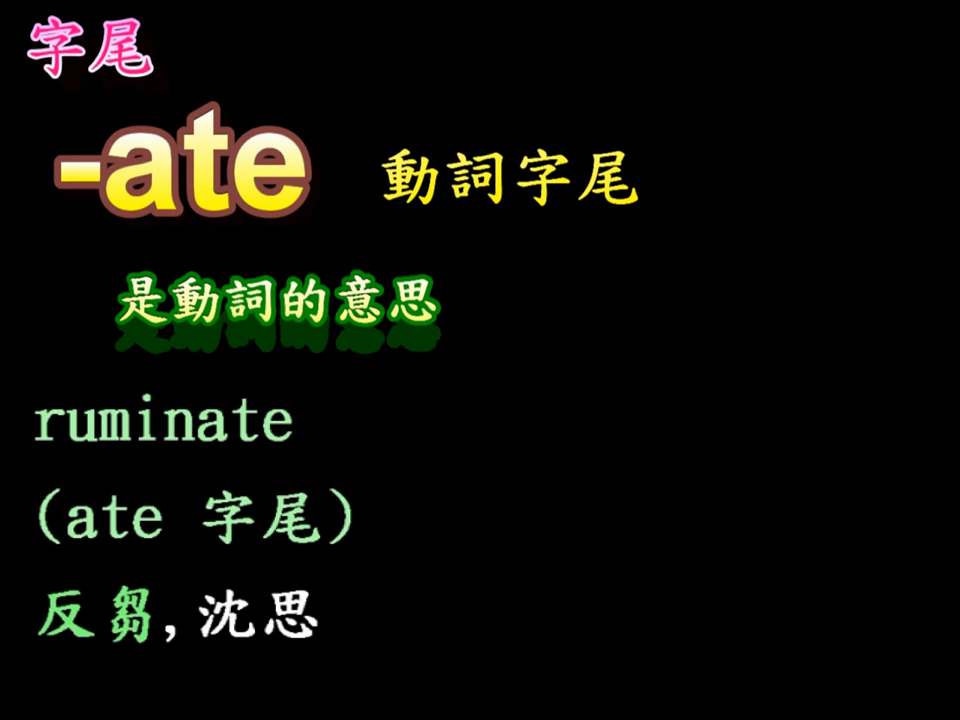 字尾
-ate 動詞字尾
是動詞的意思
ruminate
(ate 字尾)
反芻,沈思